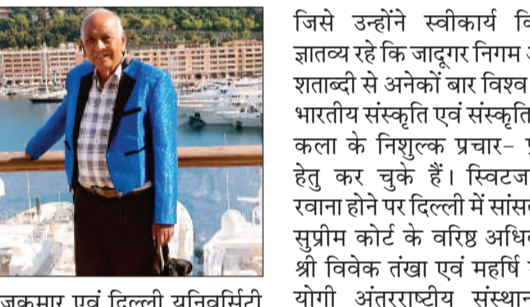 जिसे उन्होंने स्वीकार्य
ज्ञातव्य रहे कि जादूगर निगम
शताब्दी से अनेकों बार विश्व
भारतीय संस्कृति एवं संस्कृति
कला के निशुल्क प्रचार-
हेतु कर चुके हैं। स्विटज
रवाना होने पर दिल्ली में सांसद
सुप्रीम कोर्ट के वरिष्ठ अधि
श्री विवेक तंखा एवं महर्षि
योगी अंतरराष्ट्रीय संस्थान
जकुमार एवं दिल्ली यूनिवर्सिटी